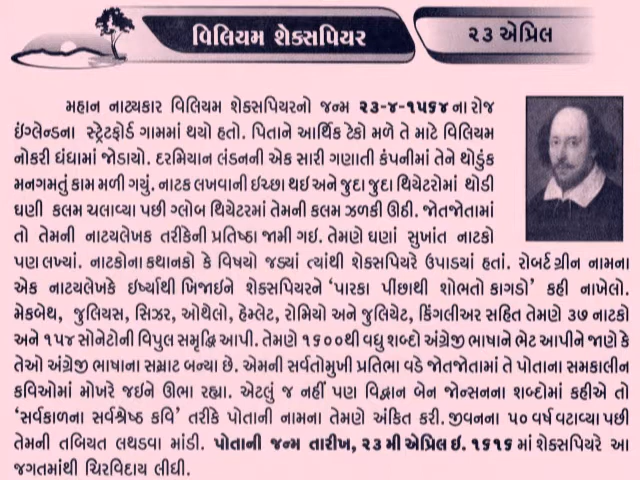 વિલિયમ શેક્સપિયર
૨૩ એપ્રિલ
મહાન નાટ્યકાર વિલિયમ શેક્સપિયરનો જન્મ ૨૩-૪-૧૫૬૪ના રોજ
ઇંગ્લેન્ડના સ્ટ્રેટફોર્ડ ગામમાં થયો હતો. પિતાને આર્થિક ટેકો મળે તે માટે વિલિયમ
નોકરી ધંધામાં જોડાયો. દરમિયાન લંડનની એક સારી ગણાતી કંપનીમાં તેને થોડુંક
મનગમતું કામ મળી ગયું. નાટક લખવાની ઇચ્છા થઇ અને જુદા જુદા થિયેટરોમાં થોડી
ઘણી કલમ ચલાવ્યા પછી ગ્લોબ થિયેટરમાં તેમની કલમ ઝળકી ઊઠી. જોતજોતામાં
તો તેમની નાટ્યલેખક તરીકેની પ્રતિષ્ઠા જામી ગઇ. તેમણે ઘણાં સુખાંત નાટકો
પણ લખ્યાં. નાટકોના કથાનકો કે વિષયો જડ્યાં ત્યાંથી શેક્સપિયરે ઉપાડ્યાં હતાં. રોબર્ટ ગ્રીન નામના
એક નાટ્યલેખકે ઇર્ષ્યાથી ખિજાઇને શેક્સપિયરને ‘પારકા પીંછાથી શોભતો કાગડો’ કહી નાખેલો.
મેકબેથ, જુલિયસ, સિઝર, ઓથેલો, હેમ્લેટ, રોમિયો અને જુલિયેટ, કિંગલીઅર સહિત તેમણે ૩૭ નાટકો
અને ૧૫૪ સોનેટોની વિપુલ સમૃદ્ધિ આપી. તેમણે ૧૬૦૦થી વધુ શબ્દો અંગ્રેજી ભાષાને ભેટ આપીને જાણે કે
તેઓ અંગ્રેજી ભાષાના સમ્રાટ બન્યા છે. એમની સર્વતોમુખી પ્રતિભા વડે જોતજોતામાં તે પોતાના સમકાલીન
કવિઓમાં મોખરે જઇને ઊભા રહ્યા. એટલું જ નહીં પણ વિદ્વાન બેન જોન્સનના શબ્દોમાં કહીએ તો
‘સર્વકાળના સર્વશ્રેષ્ઠ કવિ’ તરીકે પોતાની નામના તેમણે અંકિત કરી. જીવનના ૫૦ વર્ષ વટાવ્યા પછી
તેમની તબિયત લથડવા માંડી. પોતાની જન્મ તારીખ, ૨૩ મી એપ્રિલ ઇ. ૧૬૧૬ માં શેક્સપિયરે આ
જગતમાંથી ચિરવિદાય લીધી.